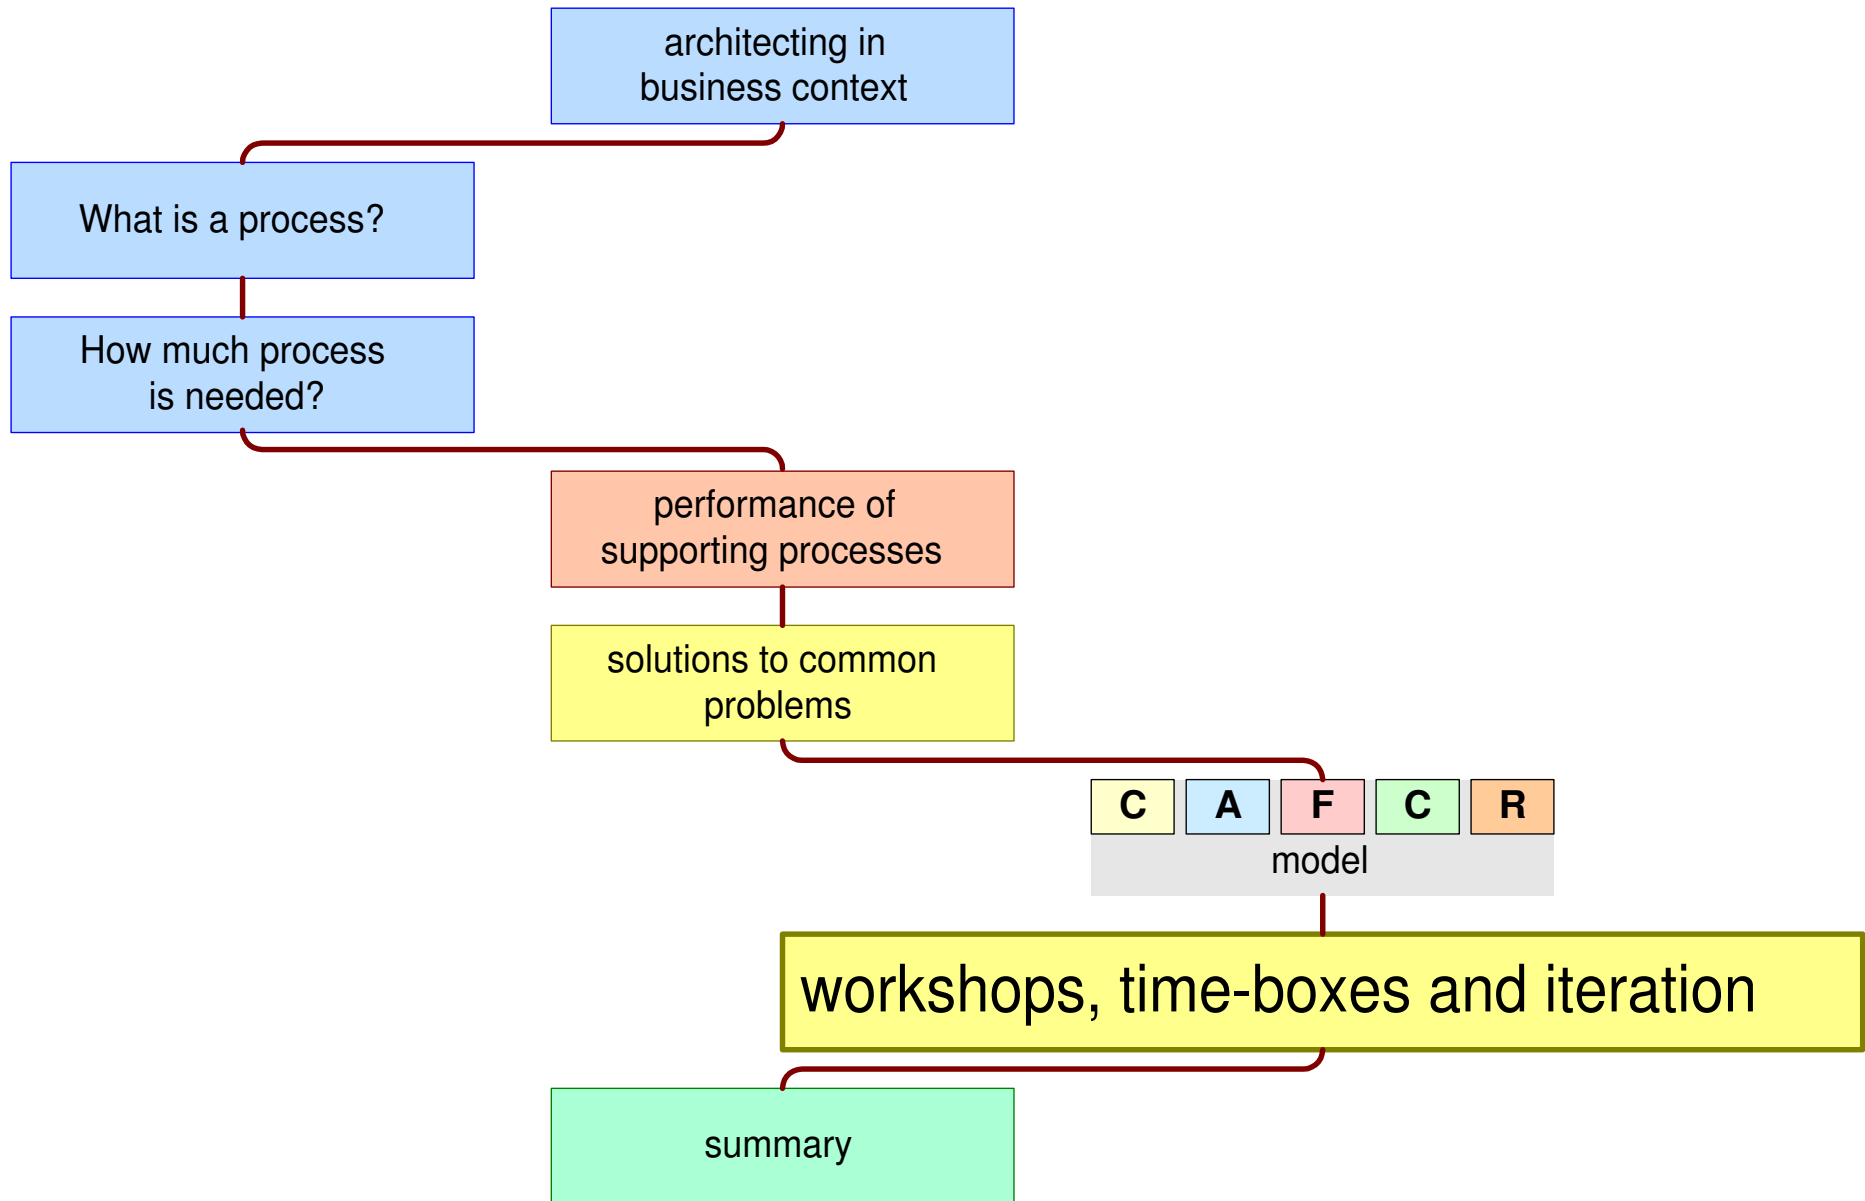 architecting in
business context
What is a process?
How much process
is needed?
performance of
supporting processes
solutions to common
problems
C A F C R
model
workshops, time-boxes and iteration
summary